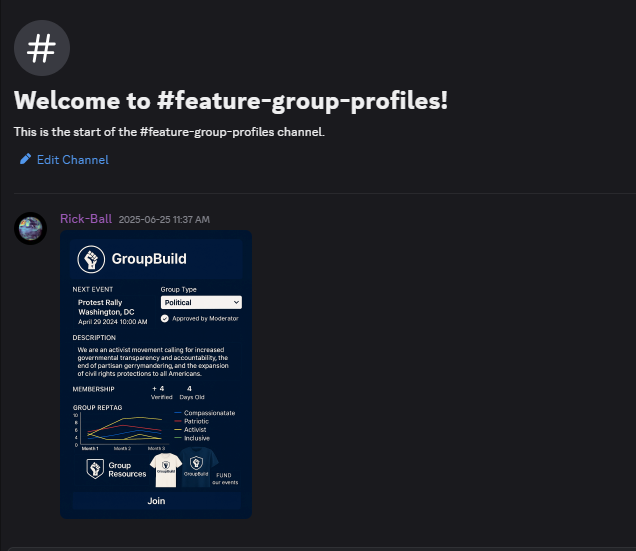 Welcome to #feature-group-profiles!
This is the start of the #feature-group-profiles channel.
Edit Channel
Rick-Ball 2025-06-25 11:37 AM
GroupBuild
NEXT EVENT
Protest Rally
Washington, DC
April 29 2024 10:00 AM
Group Type
Political
Approved by Moderator
DESCRIPTION
We are an activist movement calling for increased
governmental transparency and accountability, the
end of partisan gerrymandering, and the expansion
of civil rights protections to all Americans.
MEMBERSHIP
+ 4 4
Verified Days Old
GROUP REPTAG
10
8
6
4
2
0
Month 1 Month 2 Month 3
Compassionatate
Patriotic
Activist
Inclusive
Group
Resources
GroupBuild
GroupBuild
FUND
our events
Join